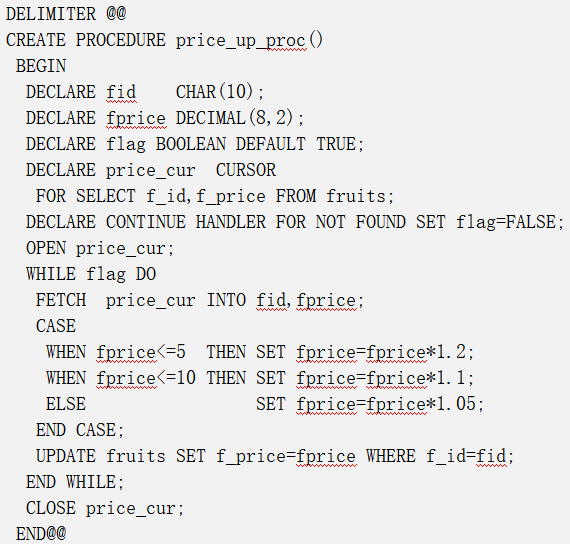 DELIMITER @@
CREATE PROCEDURE price_up_proc()
BEGIN
DECLARE fid    CHAR(10);
DECLARE fprice DECIMAL(8,2);
DECLARE flag BOOLEAN DEFAULT TRUE;
DECLARE price_cur  CURSOR
FOR SELECT f_id,f_price FROM fruits;
DECLARE CONTINUE HANDLER FOR NOT FOUND SET flag=FALSE;
OPEN price_cur;
WHILE flag DO
FETCH  price_cur INTO fid,fprice;
CASE
WHEN fprice<=5  THEN SET fprice=fprice*1.2;
WHEN fprice<=10 THEN SET fprice=fprice*1.1;
ELSE                 SET fprice=fprice*1.05;
END CASE;
UPDATE fruits SET f_price=fprice WHERE f_id=fid;
END WHILE;
CLOSE price_cur;
END@@